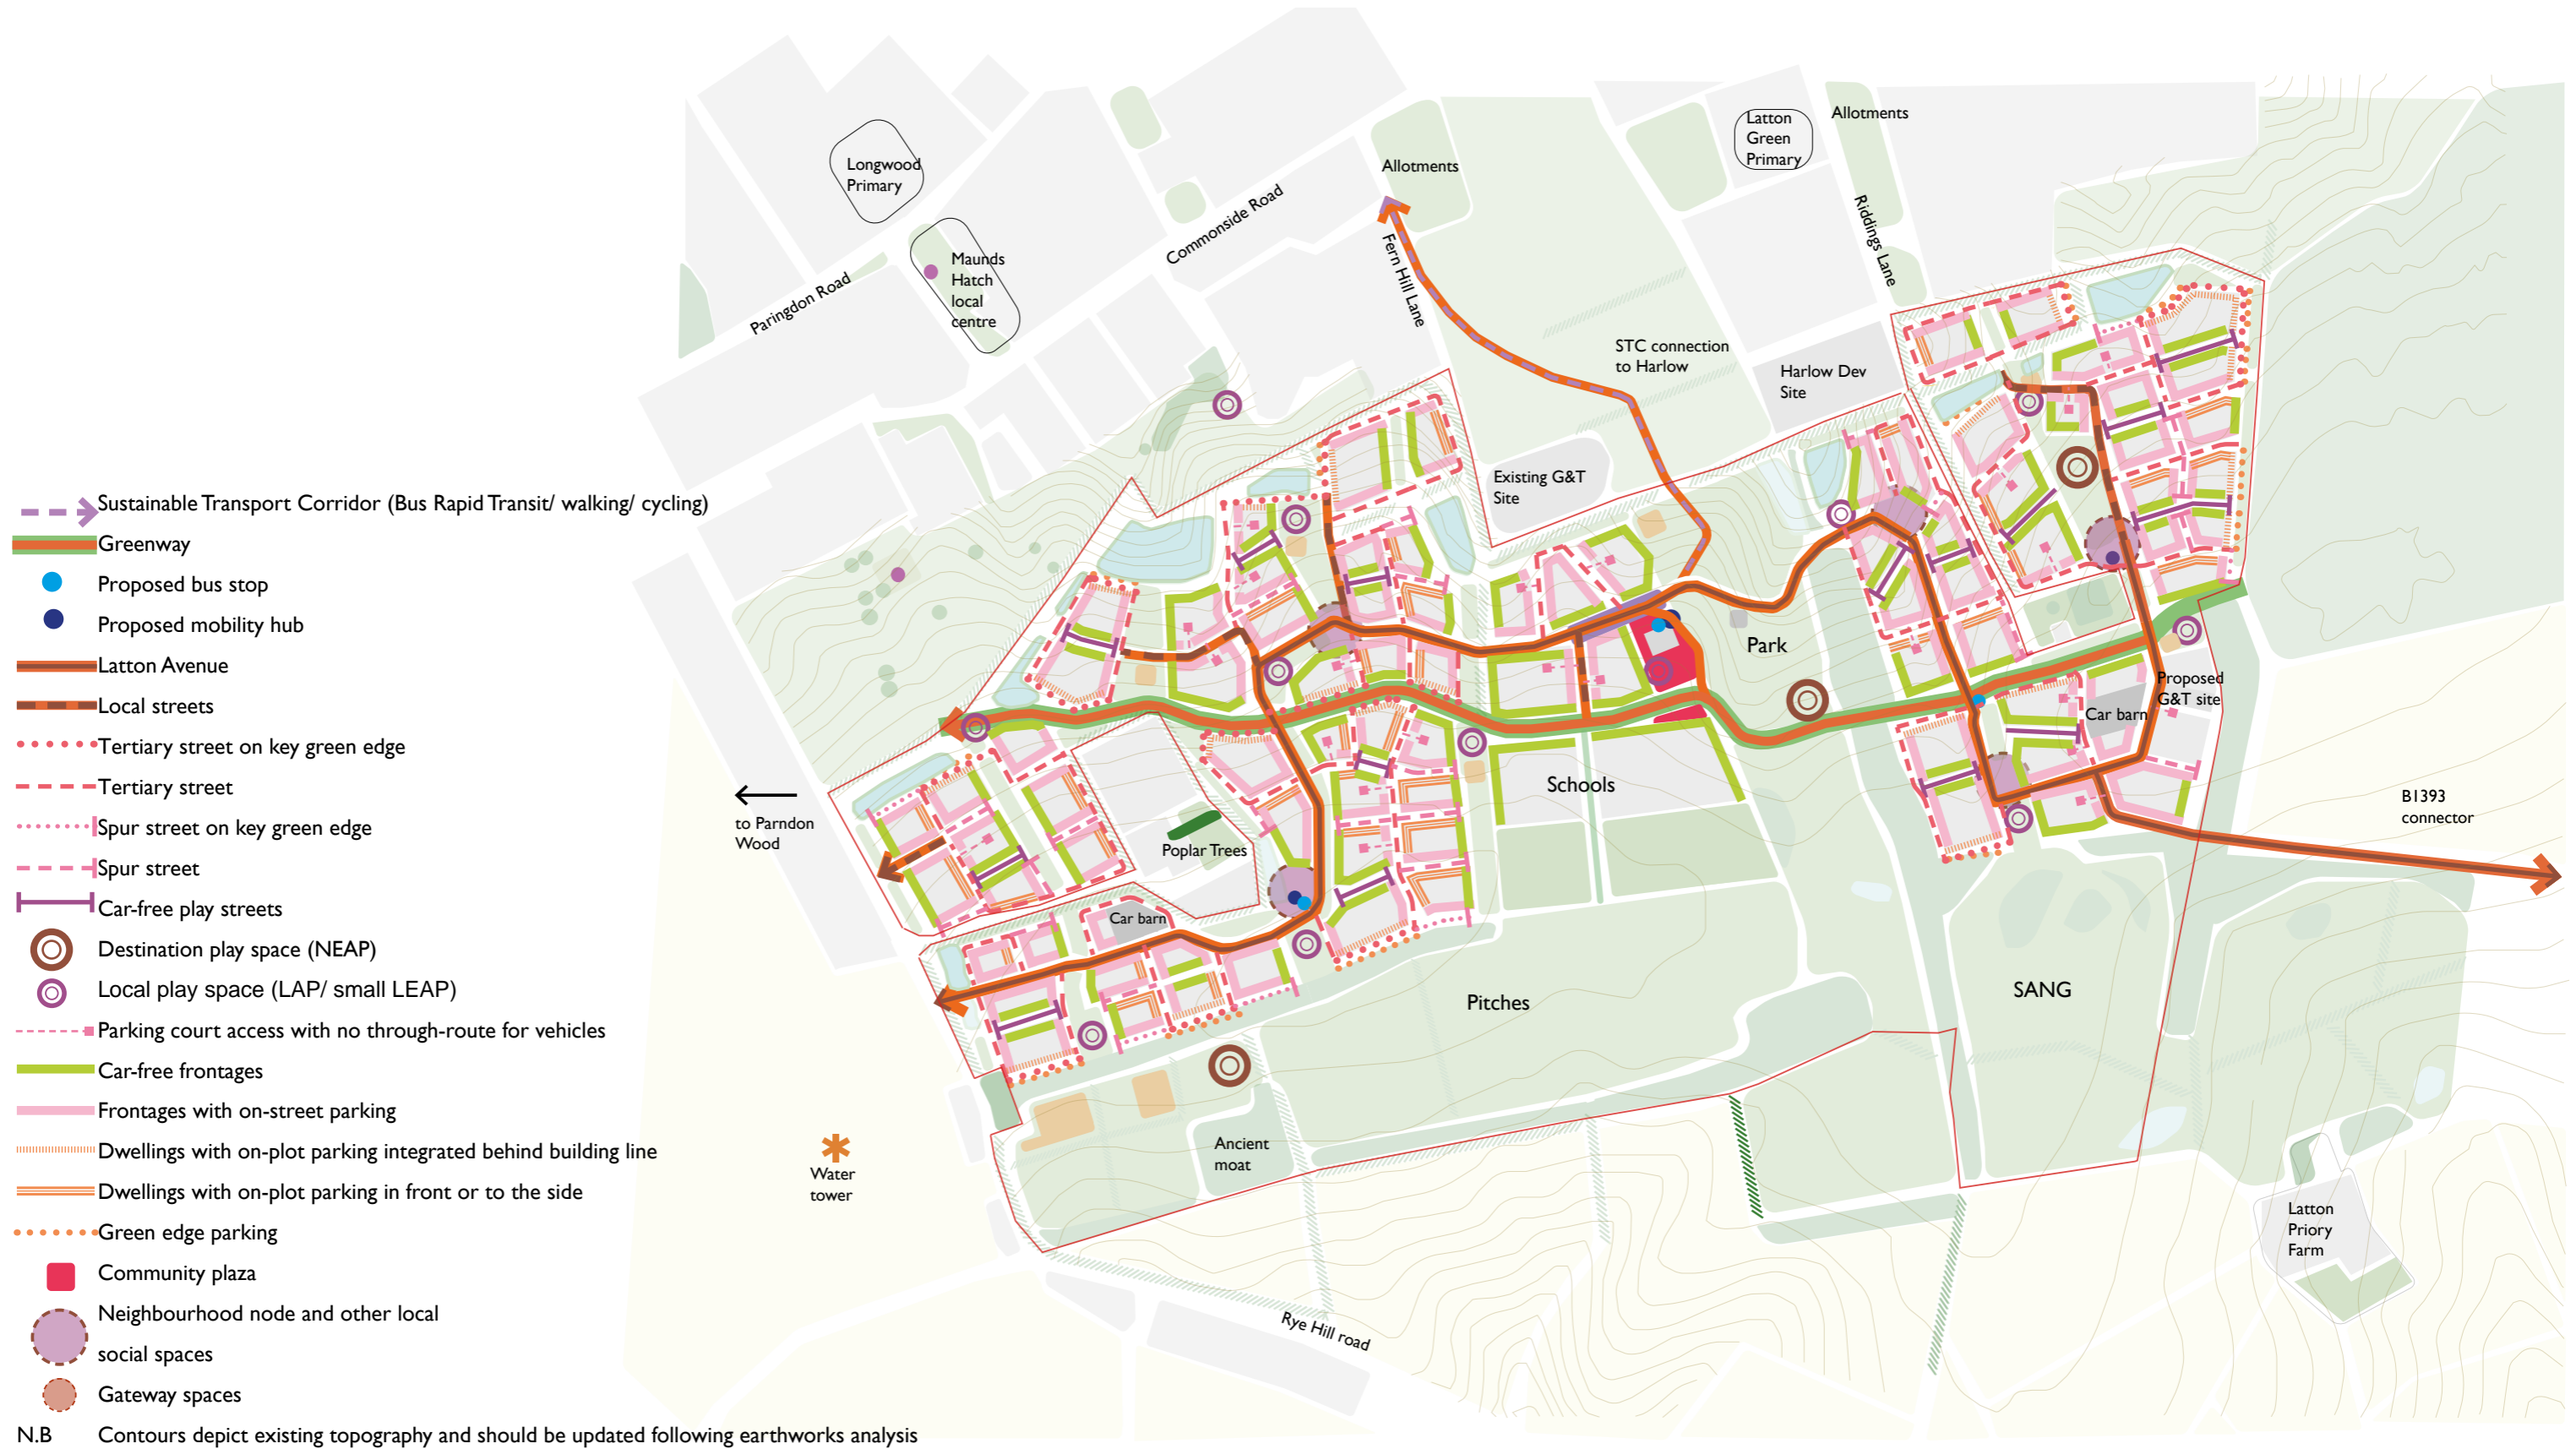 Longwood
Primary
Maunds
Hatch
local
centre
Paringdon Road
Commonside Road
Allotments
Fern Hill Lane
Latton
Green
Primary
Allotments
Riddings Lane
STC connection
to Harlow
Harlow Dev
Site
Existing G&T
Site
Park
Proposed
G&T site
Car barn
Schools
B1393
connector
to Parndon
Wood
Poplar Trees
Car barn
Pitches
SANG
Ancient
moat
Water
tower
Latton
Priory
Farm
Rye Hill road
Sustainable Transport Corridor (Bus Rapid Transit/ walking/ cycling)
Greenway
Proposed bus stop
Proposed mobility hub
Latton Avenue
Local streets
Tertiary street on key green edge
Tertiary street
Spur street on key green edge
Spur street
Car-free play streets
Destination play space (NEAP)
Local play space (LAP/ small LEAP)
Parking court access with no through-route for vehicles
Car-free frontages
Frontages with on-street parking
Dwellings with on-plot parking integrated behind building line
Dwellings with on-plot parking in front or to the side
Green edge parking
Community plaza
Neighbourhood node and other local
social spaces
Gateway spaces
N.B Contours depict existing topography and should be updated following earthworks analysis